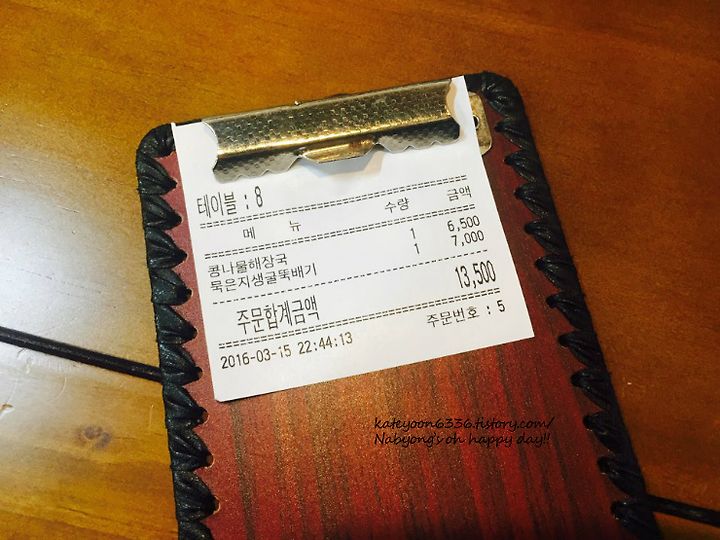 테이블 : 8
메 뉴 수량 금액
콩나물해장국 1 6,500
묵은지생굴뚝배기 1 7,000
주문합계금액 13,500
2016-03-15 22:44:13 주문번호 : 5
kateyoon6336.tistory.com/
Nabyong's oh happy day!!